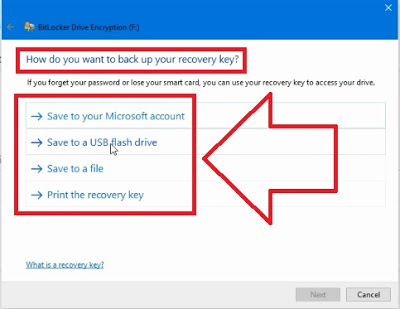 BitLocker Drive Encryption (F:)
How do you want to back up your recovery key?
If you forget your password or lose your smart card, you can use your recovery key to access your drive.
→ Save to your Microsoft account
→ Save to a USB flash drive
→ Save to a file
→ Print the recovery key
What is a recovery key?
Next Cancel